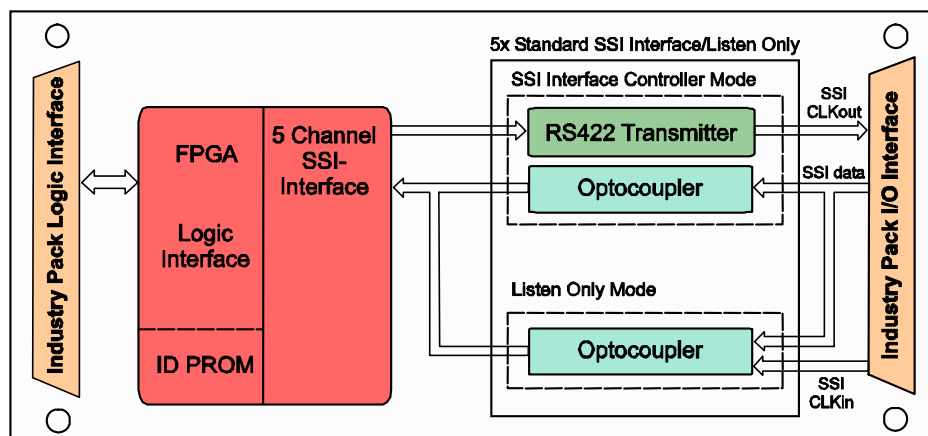 5x Standard SSI Interface/Listen Only
SSI Interface Controller Mode
RS422 Transmitter
Optocoupler
Listen Only Mode
Optocoupler
SSI
CLKout
SSI data
SSI
CLKin
Industry Pack Logic Interface
FPGA
Logic
Interface
ID PROM
5 Channel
SSI-
Interface
Industry Pack I/O Interface